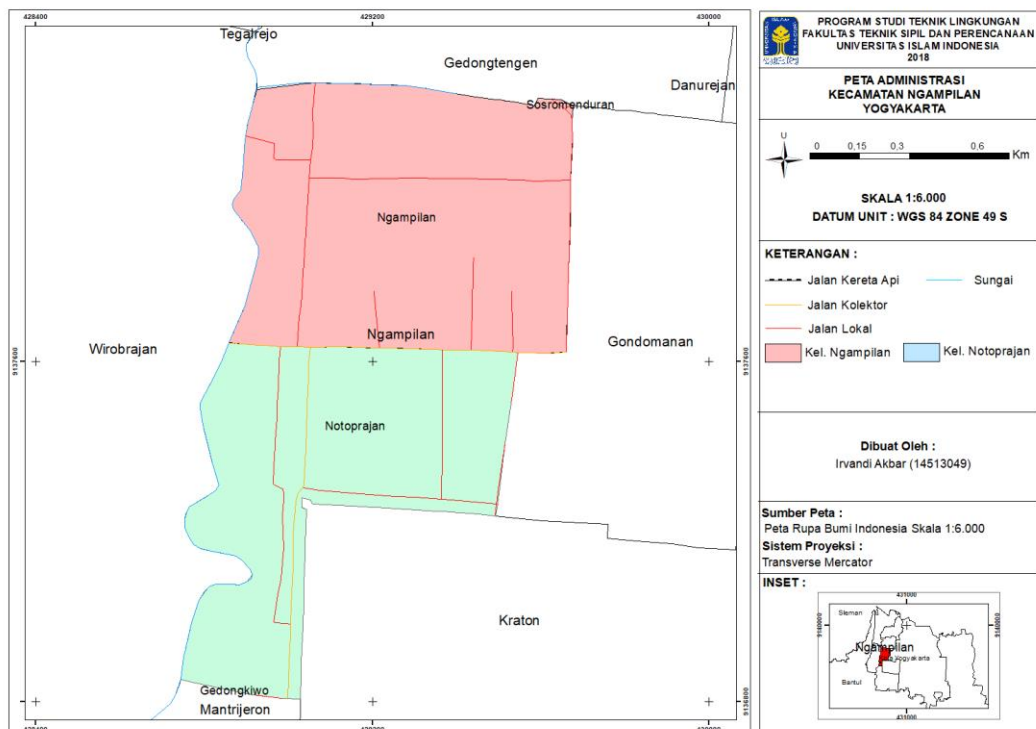 428400
429200
430000
Tegalrejo
Gedongtengen
Danurejan
Sosromenduran
Ngampilan
Ngampilan
Wirobrajan
Gondomanan
9137600
9137600
Notoprajan
Kraton
Gedongkiwo
Mantrijeron
9136800
9136800
428400
429200
430000
PROGRAM STUDI TEKNIK LINGKUNGAN
FAKULTAS TEKNIK SIPIL DAN PERENCANAAN
UNIVERSITAS ISLAM INDONESIA
2018
PETA ADMINISTRASI
KECAMATAN NGAMPILAN
YOGYAKARTA
U
0 0,15 0,3 0,6
Km
SKALA 1:6.000
DATUM UNIT : WGS 84 ZONE 49 S
KETERANGAN :
Jalan Kereta Api Sungai
Jalan Kolektor
Jalan Lokal
Kel. Ngampilan Kel. Notoprajan
Dibuat Oleh :
Irvandi Akbar (14513049)
Sumber Peta :
Peta Rupa Bumi Indonesia Skala 1:6.000
Sistem Proyeksi :
Transverse Mercator
INSET :
431000
Sleman
9140000
9140000
Ngampilan
Yogyakarta
Bantul
431000